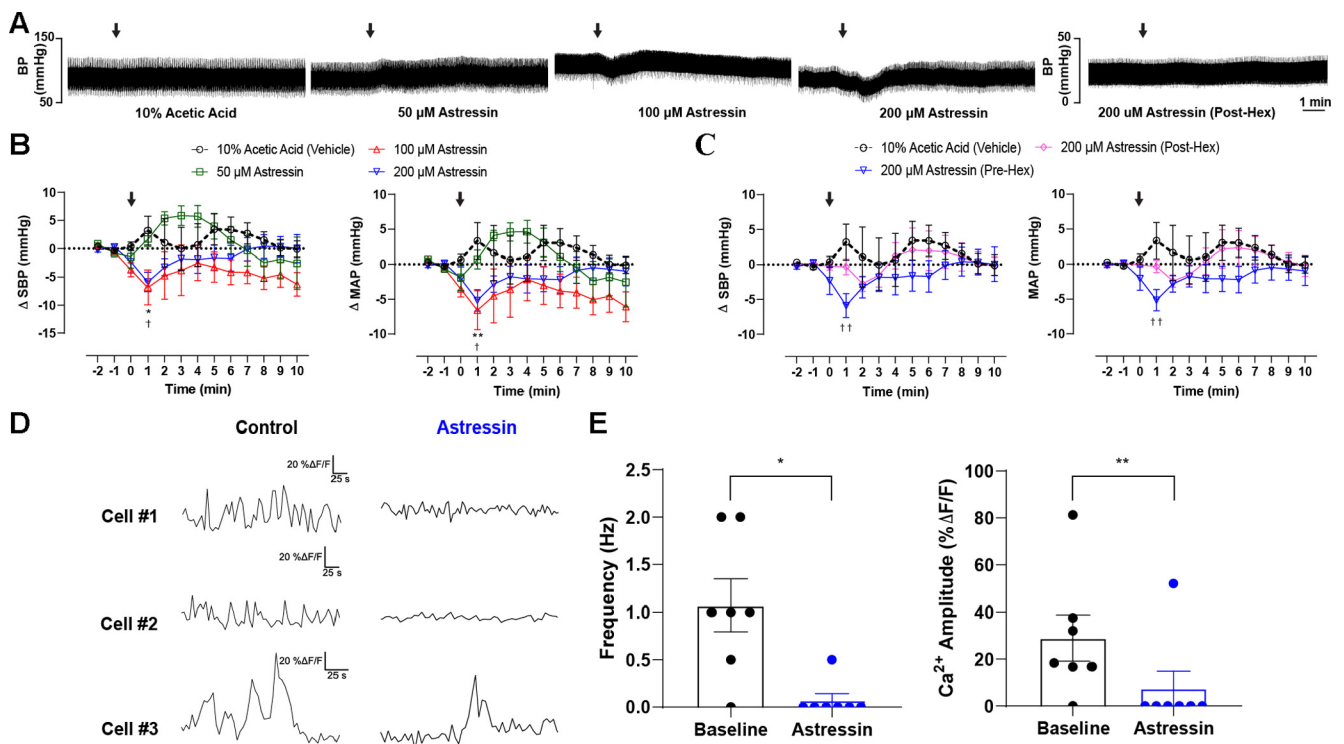 A
BP
(mmHg)
150
50
10% Acetic Acid
50 µM Astressin
100 µM Astressin
200 µM Astressin
BP
(mmHg)
50
0
200 uM Astressin (Post-Hex)
1 min
B
10% Acetic Acid (Vehicle)
100 µM Astressin
50 µM Astressin
200 µM Astressin
Δ SBP (mmHg)
10
5
0
-5
-10
-15
*
†
-2 -1 0 1 2 3 4 5 6 7 8 9 10
Time (min)
Δ MAP (mmHg)
10
5
0
-5
-10
**
†
-2 -1 0 1 2 3 4 5 6 7 8 9 10
Time (min)
C
10% Acetic Acid (Vehicle)
200 µM Astressin (Post-Hex)
200 µM Astressin (Pre-Hex)
Δ SBP (mmHg)
10
5
0
-5
-10
††
-2 -1 0 1 2 3 4 5 6 7 8 9 10
Time (min)
MAP (mmHg)
10
5
0
-5
-10
††
-2 -1 0 1 2 3 4 5 6 7 8 9 10
Time (min)
D
Control
Astressin
20 %ΔF/F
25 s
Cell #1
20 %ΔF/F
25 s
Cell #2
20 %ΔF/F
25 s
Cell #3
E
Frequency (Hz)
2.5
2.0
1.5
1.0
0.5
0.0
*
Baseline Astressin
Ca2+ Amplitude (% ΔF/F)
100
80
60
40
20
0
**
Baseline Astressin